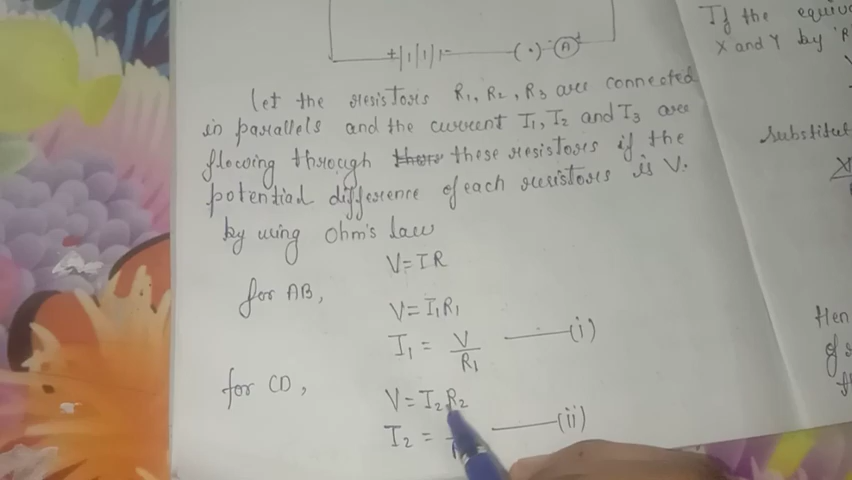 A
Let the resistors R1, R2, R3 are connected
in parallels and the current I1, I2 and I3 are
flowing through these resistors if the
potential difference of each resistors is V.
by using Ohm's law
V=IR
for AB,
V=I1R1
I1 = V/R1 ——(i)
for CD,
V=I2R2
I2 = ——(ii)
If the
X and Y by 'R
of